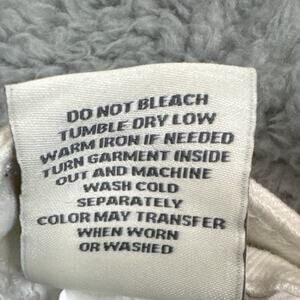 DO NOT BLEACH
TUMBLE DRY LOW
WARM IRON IF NEEDED
TURN GARMENT INSIDE
OUT AND MACHINE
WASH COLD
SEPARATELY
COLOR MAY TRANSFER
WHEN WORN
OR WASHED